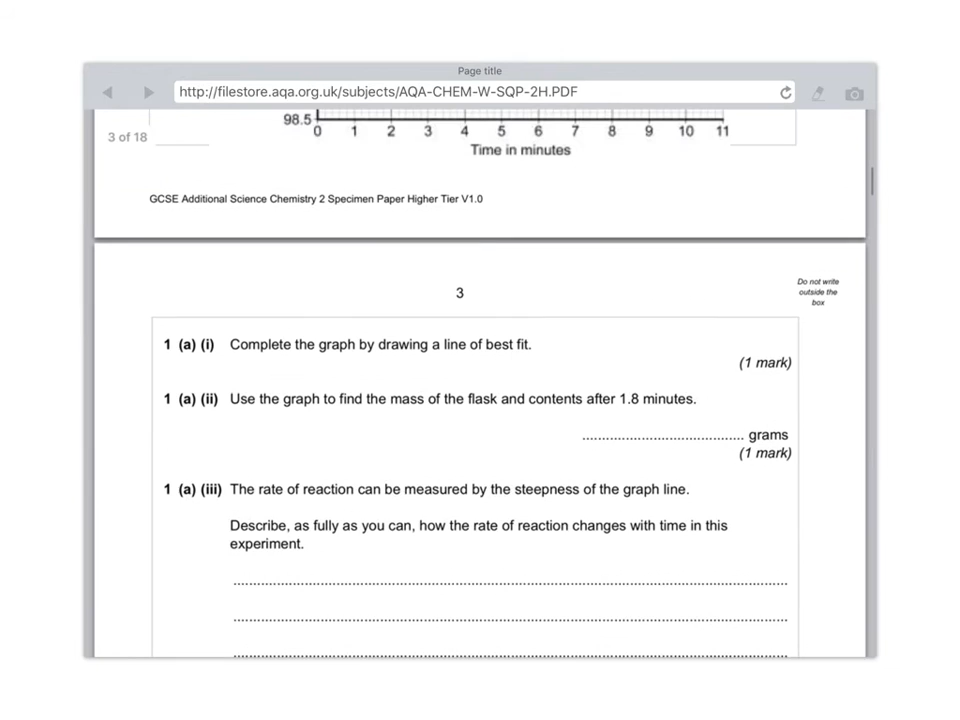 Page title
http://filestore.aqa.org.uk/subjects/AQA-CHEM-W-SQP-2H.PDF
98.5
0 1 2 3 4 5 6 7 8 9 10 11
3 of 18
Time in minutes
GCSE Additional Science Chemistry 2 Specimen Paper Higher Tier V1.0
3
Do not write
outside the
box
1 (a) (i) Complete the graph by drawing a line of best fit.
(1 mark)
1 (a) (ii) Use the graph to find the mass of the flask and contents after 1.8 minutes.
........................................ grams
(1 mark)
1 (a) (iii) The rate of reaction can be measured by the steepness of the graph line.
Describe, as fully as you can, how the rate of reaction changes with time in this
experiment.